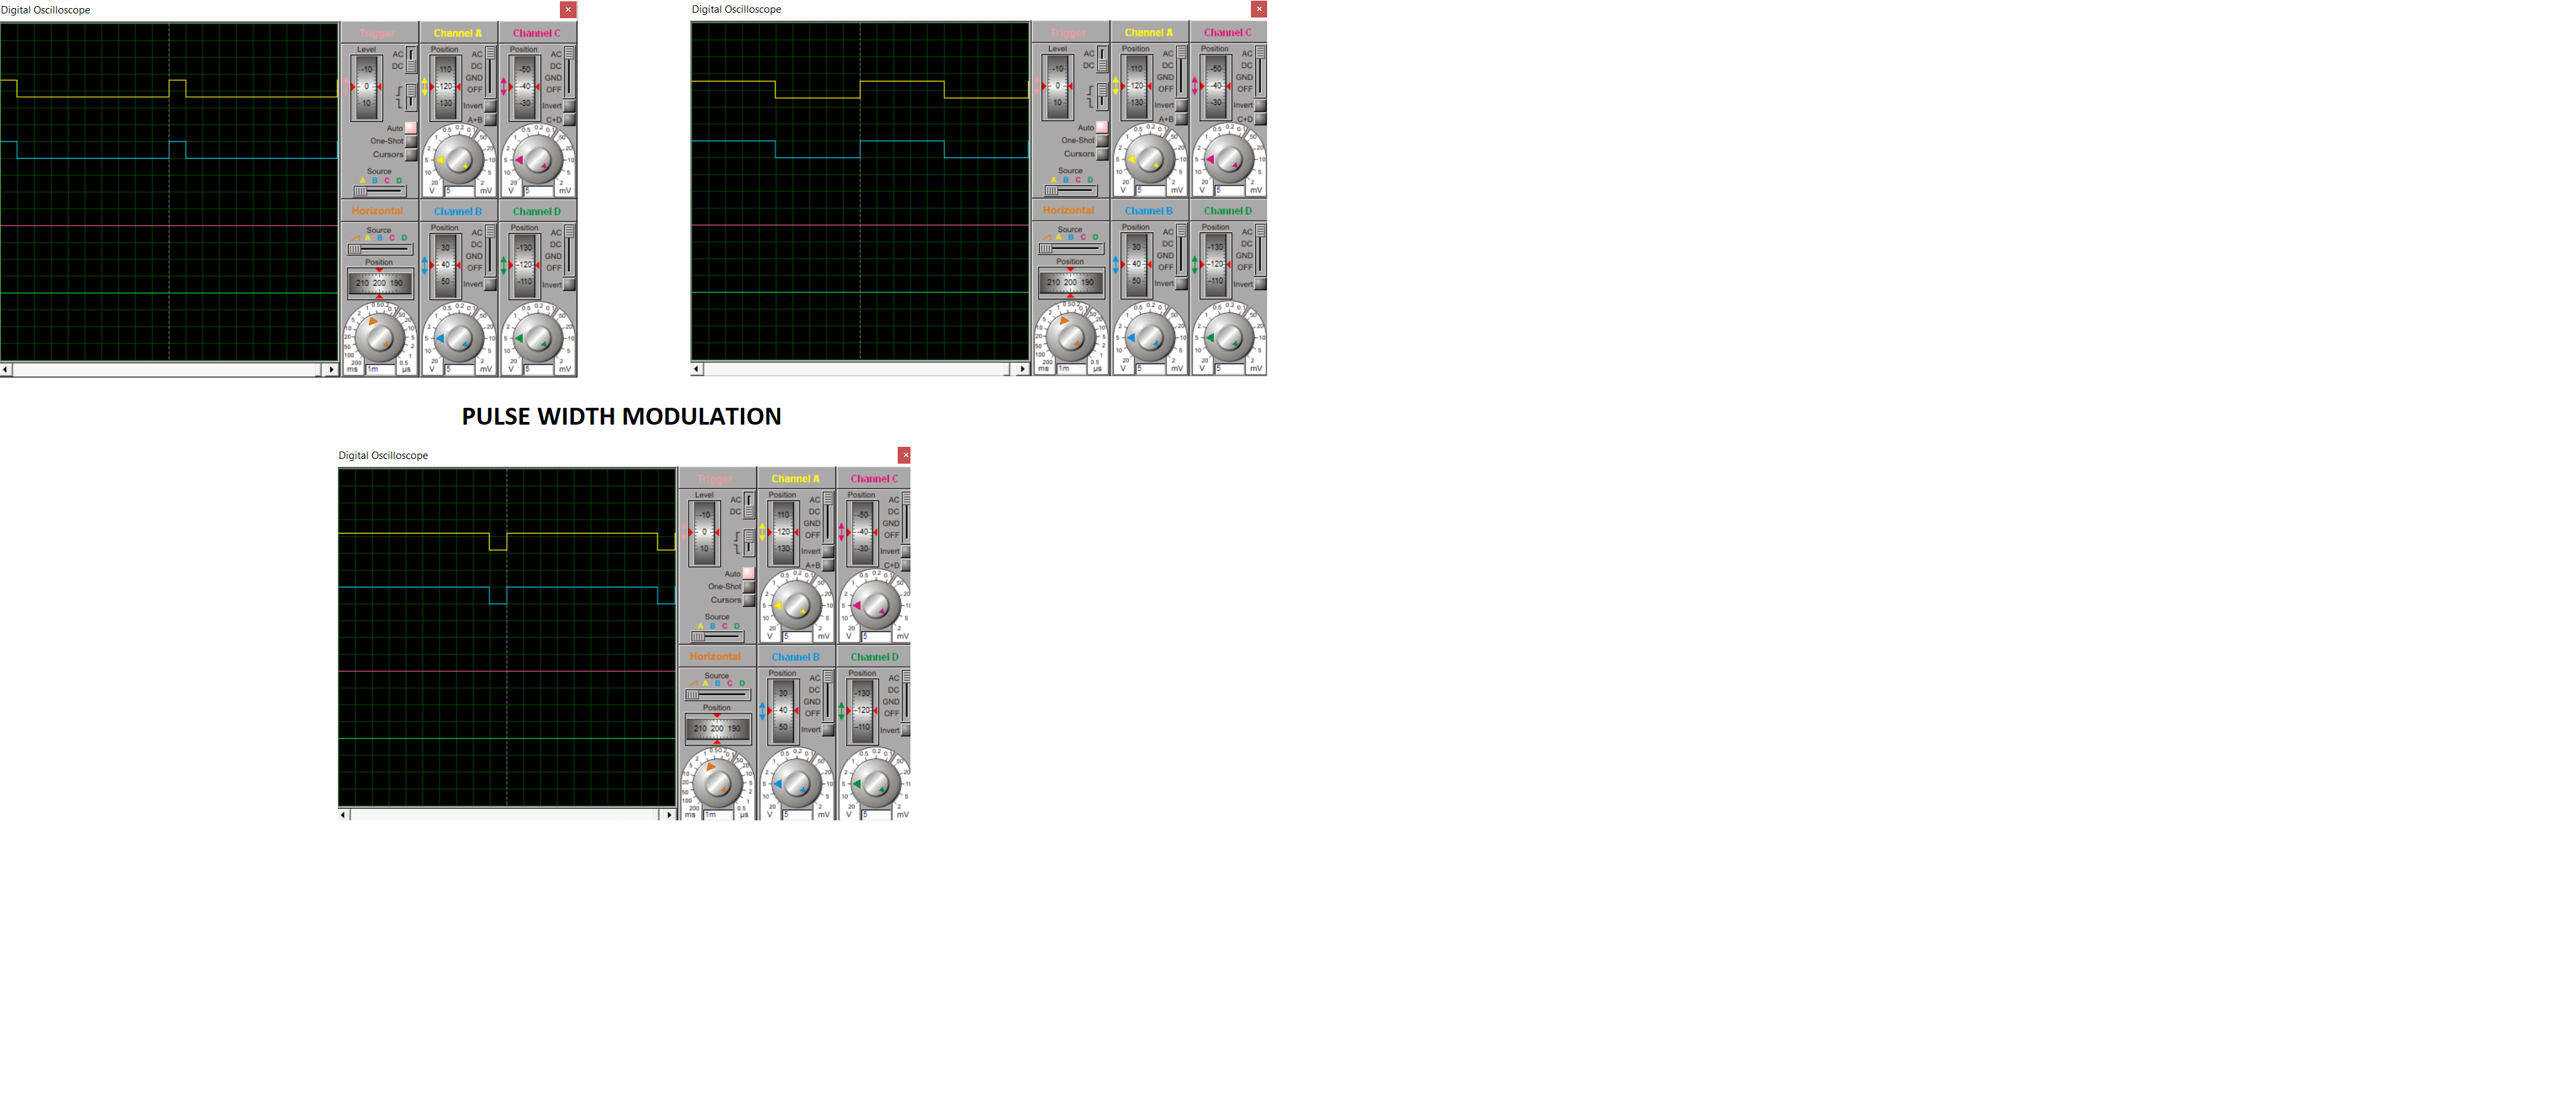 Digital Oscilloscope
Trigger
Channel A
Channel C
Level
Position
Position
AC
DC
AC
DC
GND
OFF
Invert
A+B
AC
DC
GND
OFF
Invert
C+D
-10
0
10
110
120
130
-50
-40
-30
Auto
One-Shot
Cursors
Source
A B C D
V 5 mV
V 5 mV
Horizontal
Channel B
Channel D
Source
A B C D
Position
210 200 190
Position
30
40
50
AC
DC
GND
OFF
Invert
Position
-130
-120
-110
AC
DC
GND
OFF
Invert
ms 1m µs
V 5 mV
V 5 mV
Digital Oscilloscope
Trigger
Channel A
Channel C
Level
Position
Position
AC
DC
AC
DC
GND
OFF
Invert
A+B
AC
DC
GND
OFF
Invert
C+D
-10
0
10
110
120
130
-50
-40
-30
Auto
One-Shot
Cursors
Source
A B C D
V 5 mV
V 5 mV
Horizontal
Channel B
Channel D
Source
A B C D
Position
210 200 190
Position
30
40
50
AC
DC
GND
OFF
Invert
Position
-130
-120
-110
AC
DC
GND
OFF
Invert
ms 1m µs
V 5 mV
V 5 mV
PULSE WIDTH MODULATION
Digital Oscilloscope
Trigger
Channel A
Channel C
Level
Position
Position
AC
DC
AC
DC
GND
OFF
Invert
A+B
AC
DC
GND
OFF
Invert
C+D
-10
0
10
110
120
130
-50
-40
-30
Auto
One-Shot
Cursors
Source
A B C D
V 5 mV
V 5 mV
Horizontal
Channel B
Channel D
Source
A B C D
Position
210 200 190
Position
30
40
50
AC
DC
GND
OFF
Invert
Position
-130
-120
-110
AC
DC
GND
OFF
Invert
ms 1m µs
V 5 mV
V 5 mV